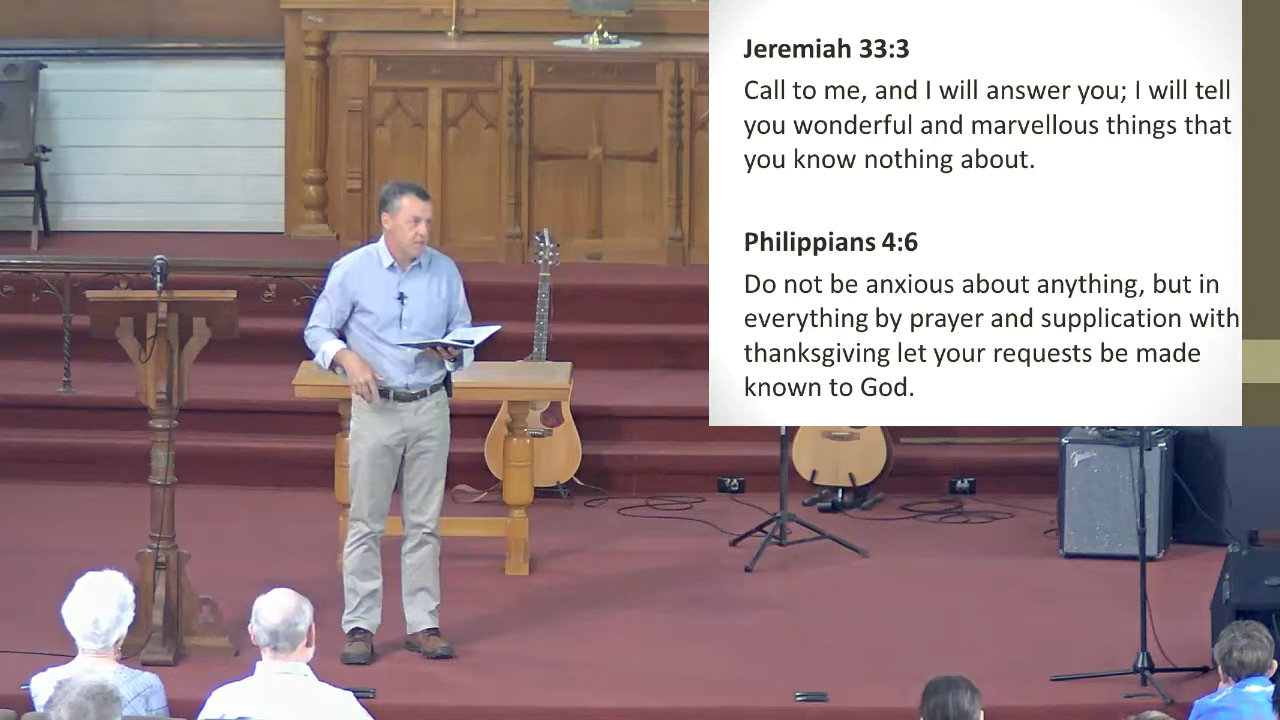 Jeremiah 33:3
Call to me, and I will answer you; I will tell
you wonderful and marvellous things that
you know nothing about.
Philippians 4:6
Do not be anxious about anything, but in
everything by prayer and supplication with
thanksgiving let your requests be made
known to God.
Fender